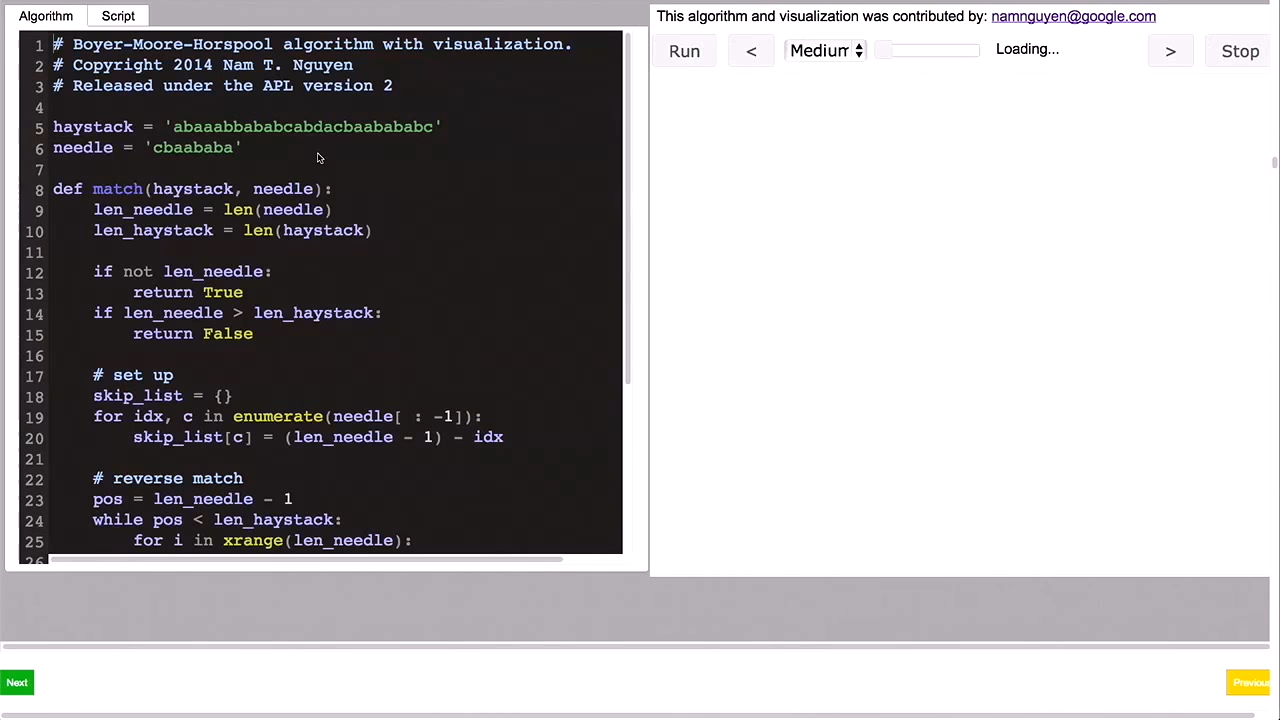 Algorithm Script
This algorithm and visualization was contributed by: namnguyen@google.com
Run < Medium Loading... > Stop
1 # Boyer-Moore-Horspool algorithm with visualization.
2 # Copyright 2014 Nam T. Nguyen
3 # Released under the APL version 2
4
5 haystack = 'abaaabbababcabdacbaabababc'
6 needle = 'cbaababa'
7
8 def match(haystack, needle):
9     len_needle = len(needle)
10     len_haystack = len(haystack)
11
12     if not len_needle:
13         return True
14     if len_needle > len_haystack:
15         return False
16
17     # set up
18     skip_list = {}
19     for idx, c in enumerate(needle[ : -1]):
20         skip_list[c] = (len_needle - 1) - idx
21
22     # reverse match
23     pos = len_needle - 1
24     while pos < len_haystack:
25         for i in xrange(len_needle):
26
Next Previous